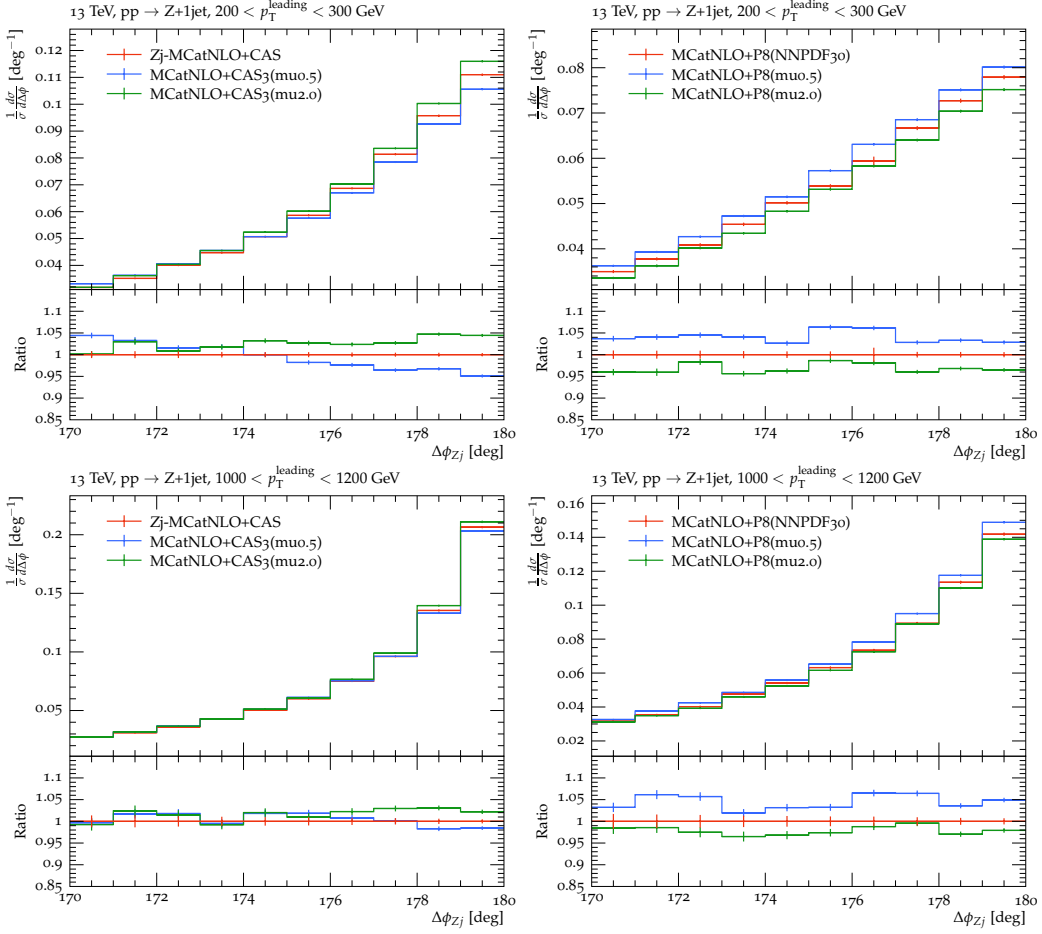 13 TeV, pp → Z+1jet, 200 < p_T^leading < 300 GeV
1/σ dσ/dΔφ [deg⁻¹]
Zj-MCatNLO+CAS
MCatNLO+CAS3(mu0.5)
MCatNLO+CAS3(mu2.0)
0.12
0.11
0.1
0.09
0.08
0.07
0.06
0.05
0.04
Ratio
1.1
1.05
1
0.95
0.9
0.85
170 172 174 176 178 180
Δφ_Zj [deg]
13 TeV, pp → Z+1jet, 200 < p_T^leading < 300 GeV
1/σ dσ/dΔφ [deg⁻¹]
MCatNLO+P8(NNPDF30)
MCatNLO+P8(mu0.5)
MCatNLO+P8(mu2.0)
0.08
0.07
0.06
0.05
0.04
Ratio
1.1
1.05
1
0.95
0.9
0.85
170 172 174 176 178 180
Δφ_Zj [deg]
13 TeV, pp → Z+1jet, 1000 < p_T^leading < 1200 GeV
1/σ dσ/dΔφ [deg⁻¹]
Zj-MCatNLO+CAS
MCatNLO+CAS3(mu0.5)
MCatNLO+CAS3(mu2.0)
0.2
0.15
0.1
0.05
Ratio
1.1
1.05
1
0.95
0.9
0.85
170 172 174 176 178 180
Δφ_Zj [deg]
13 TeV, pp → Z+1jet, 1000 < p_T^leading < 1200 GeV
1/σ dσ/dΔφ [deg⁻¹]
MCatNLO+P8(NNPDF30)
MCatNLO+P8(mu0.5)
MCatNLO+P8(mu2.0)
0.16
0.14
0.12
0.1
0.08
0.06
0.04
0.02
Ratio
1.1
1.05
1
0.95
0.9
0.85
170 172 174 176 178 180
Δφ_Zj [deg]